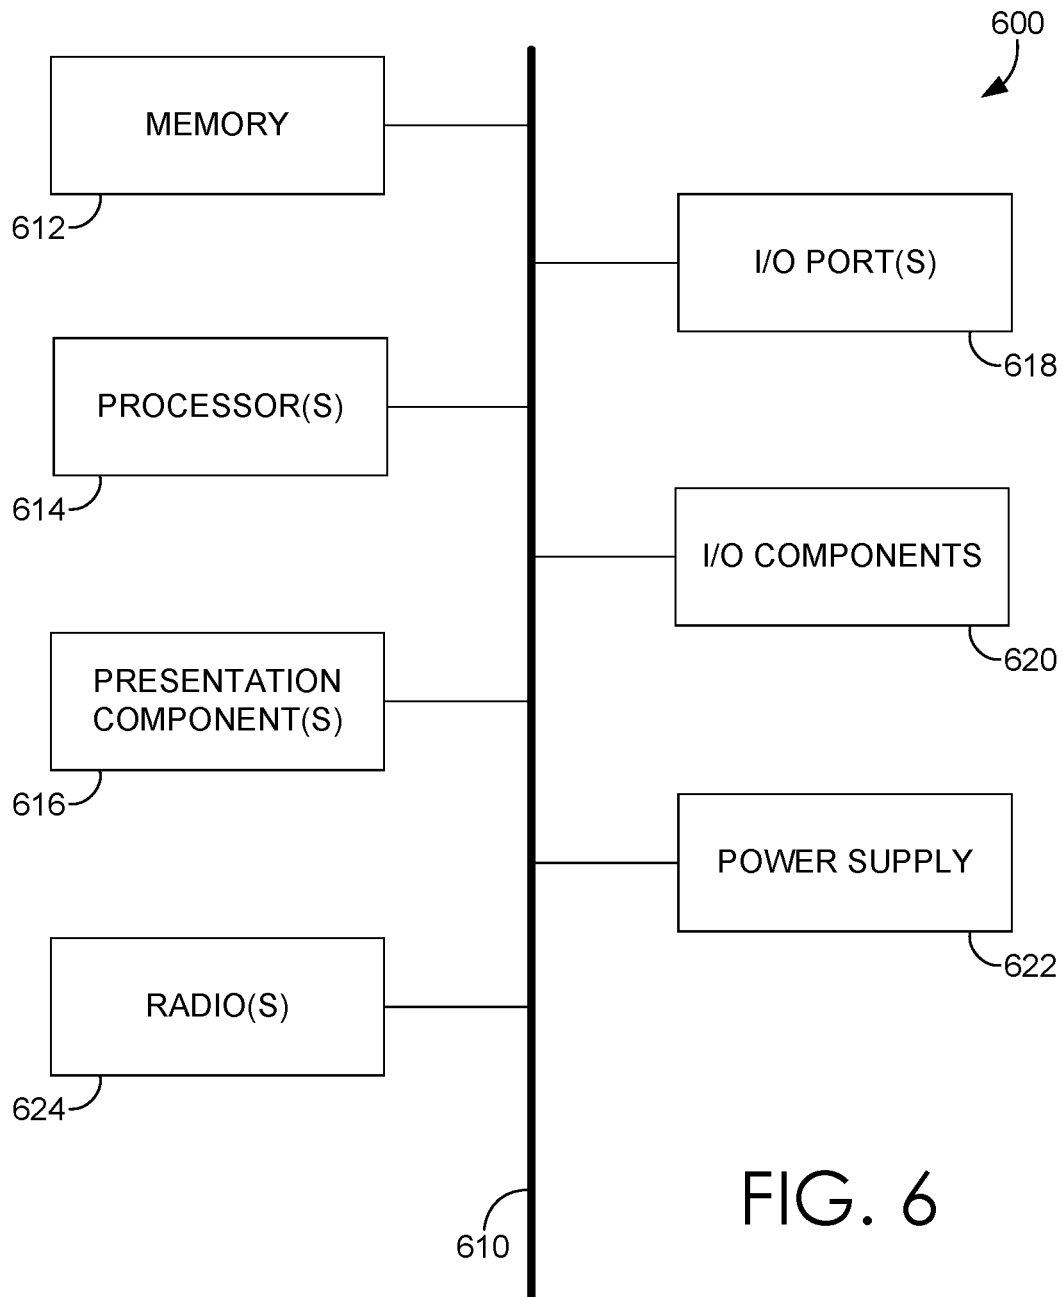 600
MEMORY
612
I/O PORT(S)
618
PROCESSOR(S)
614
I/O COMPONENTS
620
PRESENTATION
COMPONENT(S)
616
POWER SUPPLY
622
RADIO(S)
624
610
FIG. 6